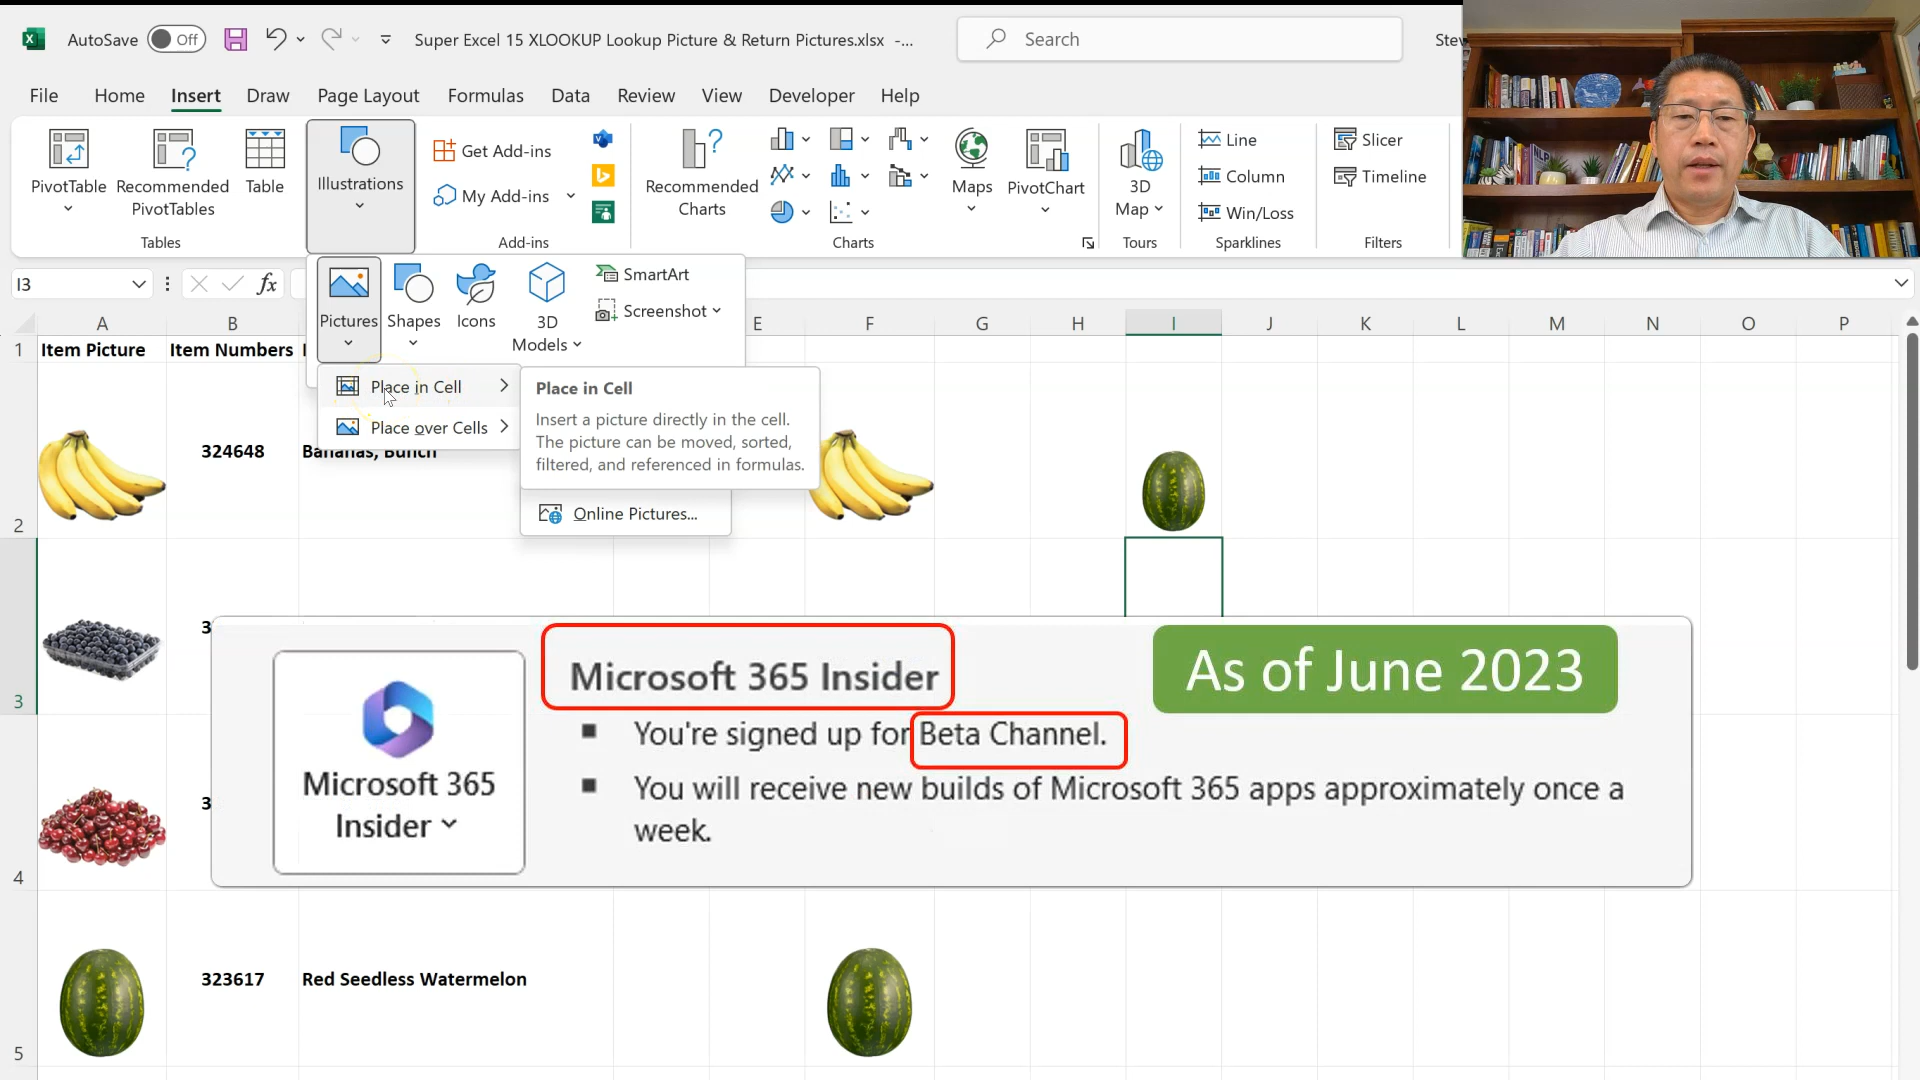 AutoSave Off Super Excel 15 XLOOKUP Lookup Picture & Return Pictures.xlsx -... Search Stev
File Home Insert Draw Page Layout Formulas Data Review View Developer Help
PivotTable
Recommended
PivotTables
Table
Tables
Illustrations
Get Add-ins
My Add-ins
Add-ins
Recommended
Charts
Maps
PivotChart
Charts
3D
Map
Tours
Line
Column
Win/Loss
Sparklines
Slicer
Timeline
Filters
I3 fx
Pictures
Shapes
Icons
3D
Models
SmartArt
Screenshot
A B E F G H I J K L M N O P
1 Item Picture Item Numbers
Place in Cell
Place over Cells
Place in Cell
Insert a picture directly in the cell.
The picture can be moved, sorted,
filtered, and referenced in formulas.
Online Pictures...
2 324648 Bananas, Bunch
3 3
Microsoft 365
Insider
Microsoft 365 Insider
As of June 2023
You're signed up for Beta Channel.
You will receive new builds of Microsoft 365 apps approximately once a
week.
4 3
5 323617 Red Seedless Watermelon